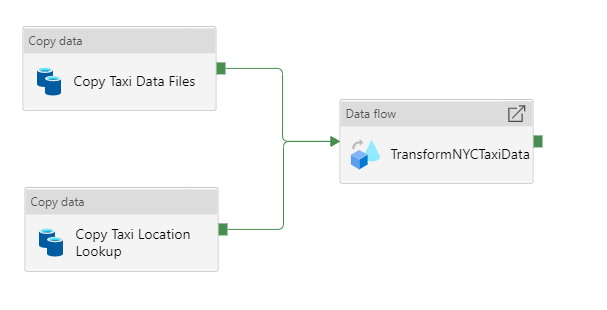 Copy data
Copy Taxi Data Files
Data flow
TransformNYCTaxiData
Copy data
Copy Taxi Location
Lookup